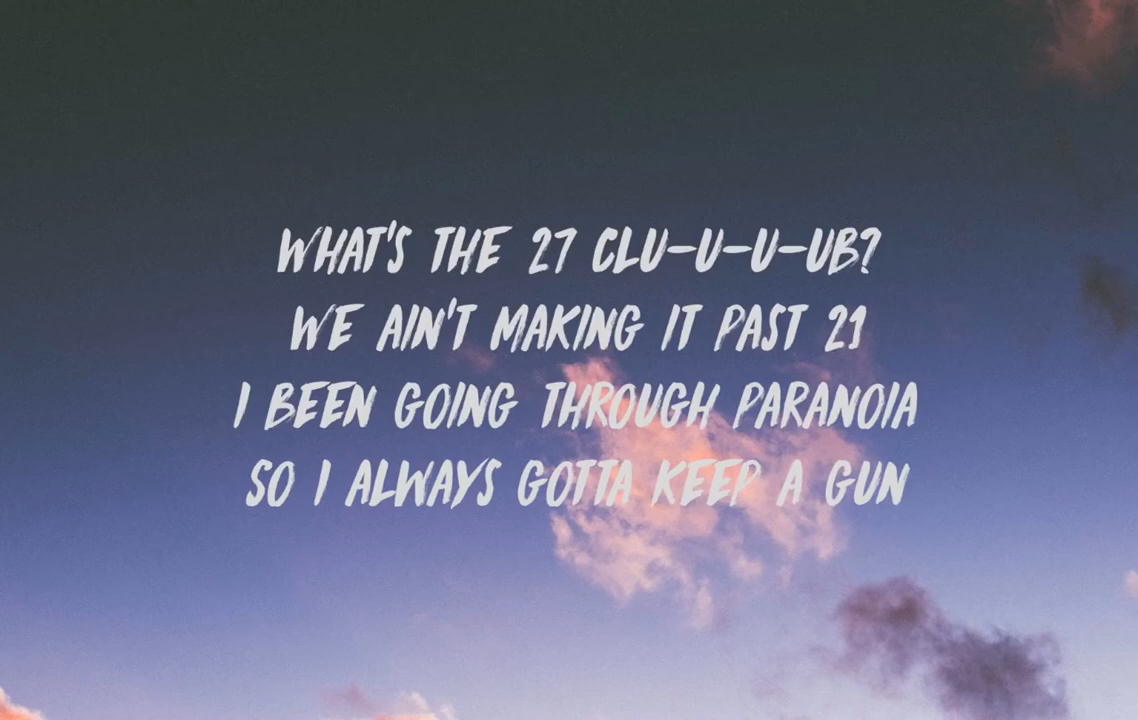 WHAT'S THE 27 CLU-U-U-UB?
WE AIN'T MAKING IT PAST 21
I BEEN GOING THROUGH PARANOIA
SO I ALWAYS GOTTA KEEP A GUN